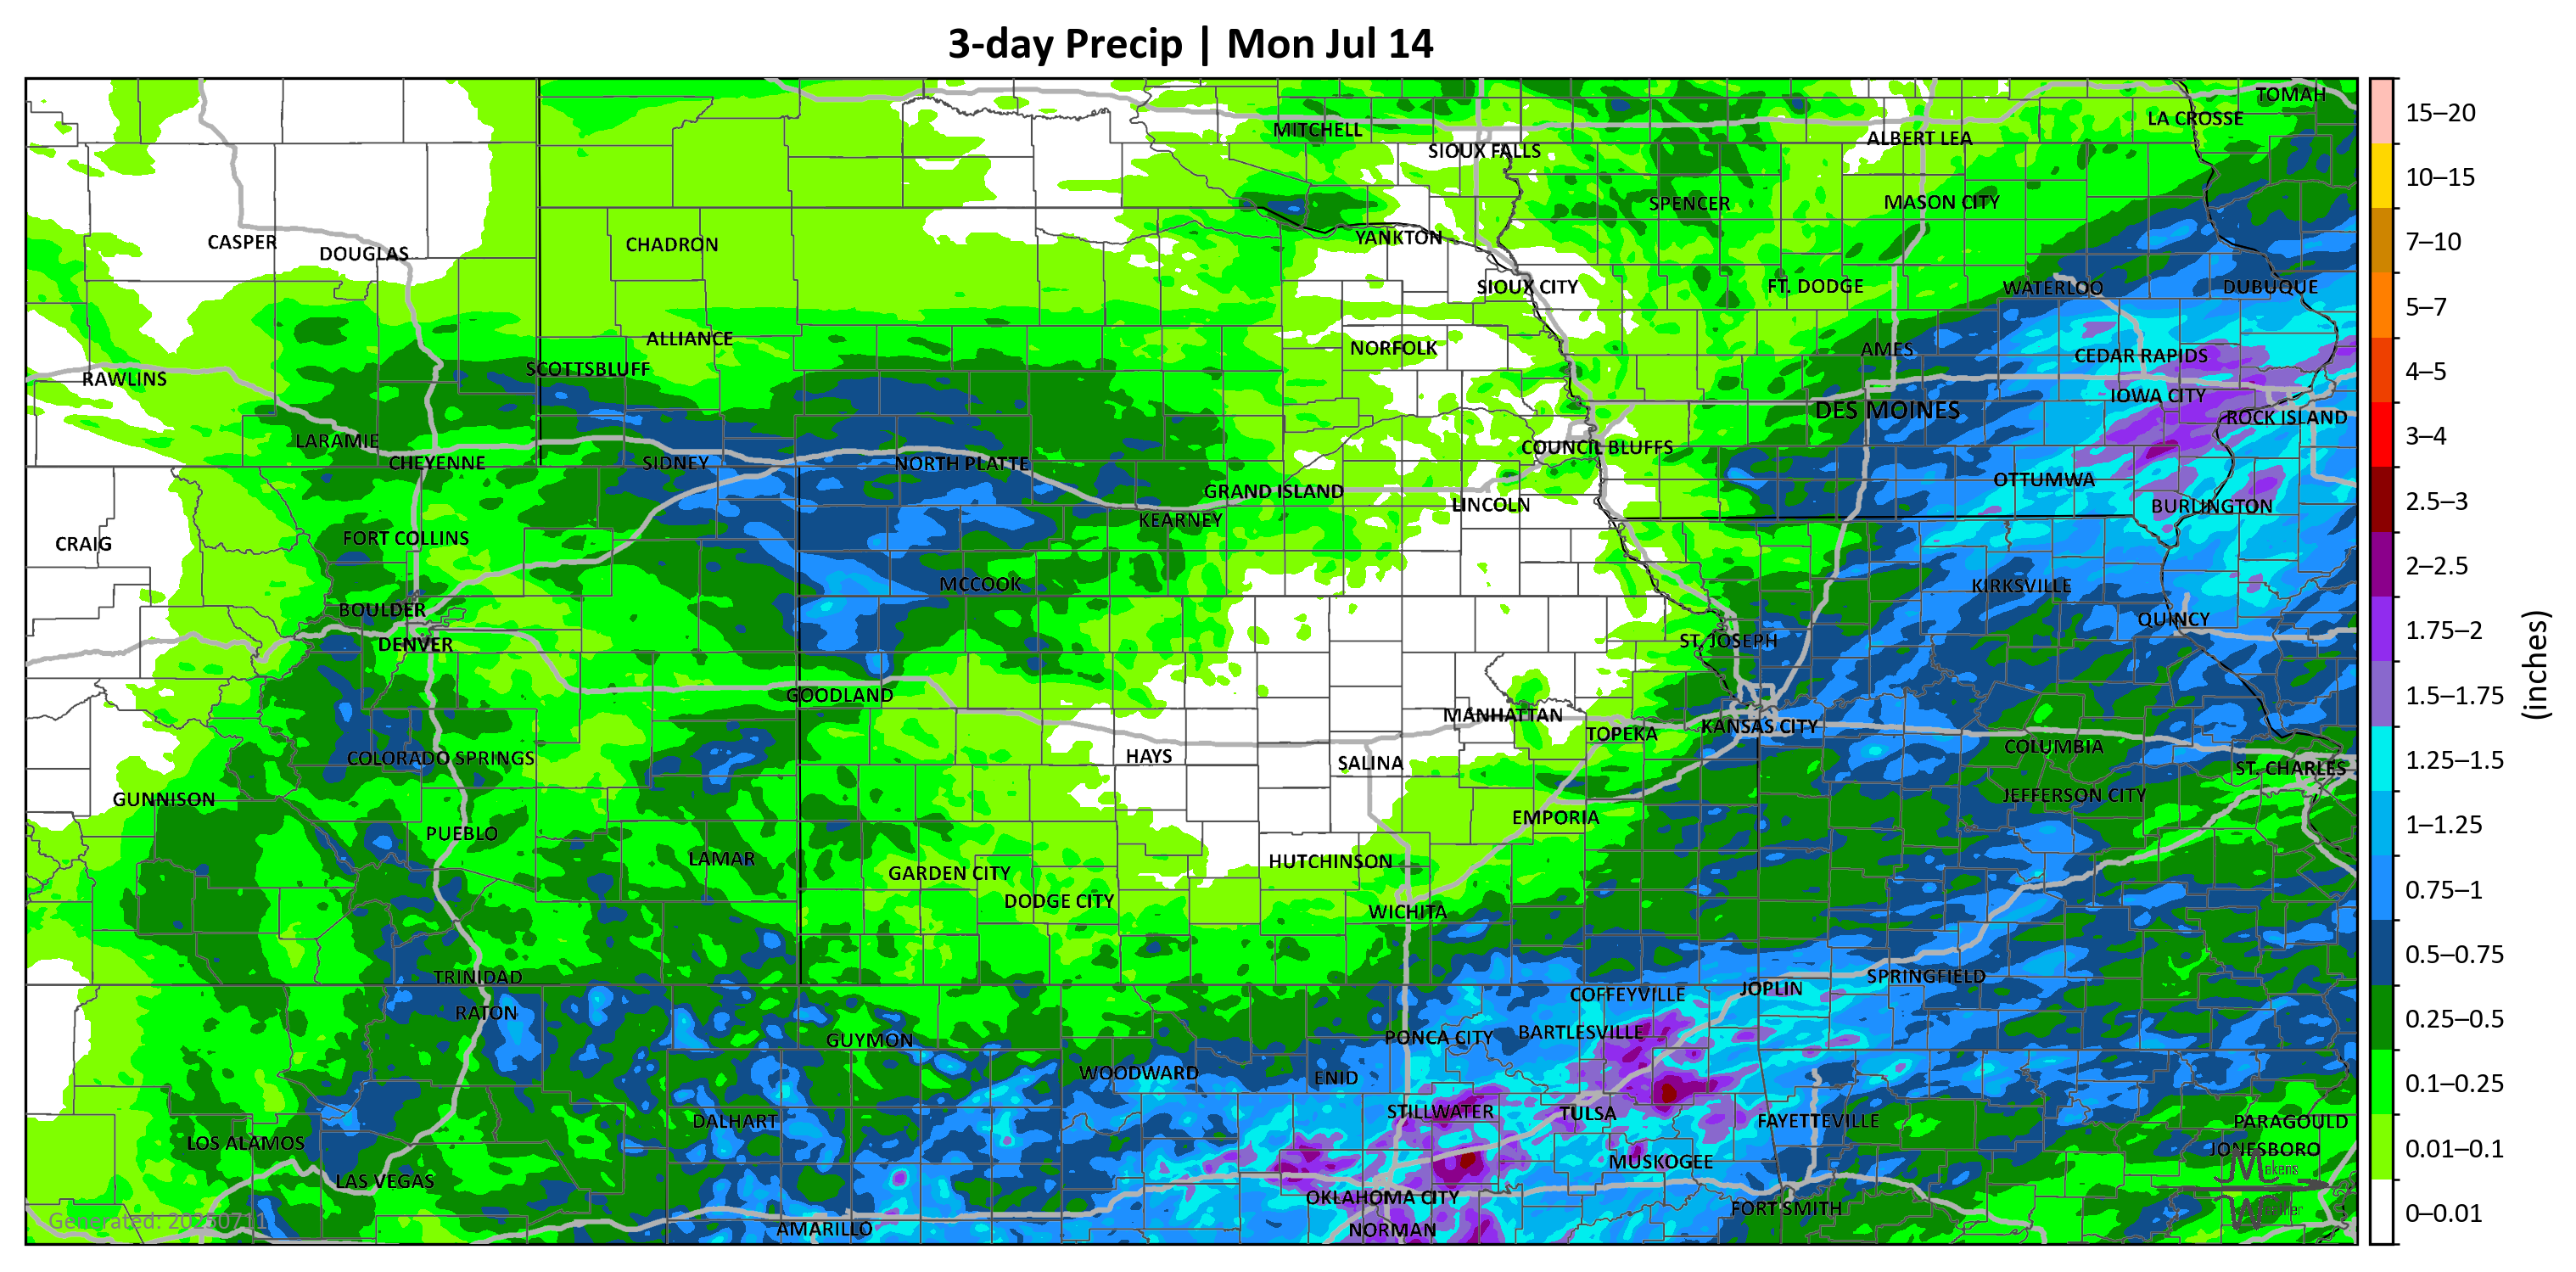 3-day Precip | Mon Jul 14
TOMAH
LA CROSSE
MITCHELL
ALBERT LEA
SIOUX FALLS
SPENCER
MASON CITY
YANKTON
CASPER
CHADRON
DOUGLAS
SIOUX CITY
FT. DODGE
WATERLOO
DUBUQUE
ALLIANCE
NORFOLK
AMES
CEDAR RAPIDS
SCOTTSBLUFF
RAWLINS
IOWA CITY
DES MOINES
ROCK ISLAND
LARAMIE
COUNCIL BLUFFS
CHEYENNE
SIDNEY
NORTH PLATTE
OTTUMWA
GRAND ISLAND
LINCOLN
BURLINGTON
KEARNEY
FORT COLLINS
CRAIG
MCCOOK
KIRKSVILLE
BOULDER
QUINCY
DENVER
ST. JOSEPH
GOODLAND
MANHATTAN
KANSAS CITY
TOPEKA
COLUMBIA
HAYS
COLORADO SPRINGS
SALINA
ST. CHARLES
GUNNISON
JEFFERSON CITY
EMPORIA
PUEBLO
LAMAR
HUTCHINSON
GARDEN CITY
DODGE CITY
WICHITA
TRINIDAD
SPRINGFIELD
JOPLIN
COFFEYVILLE
RATON
BARTLESVILLE
PONCA CITY
GUYMON
WOODWARD
ENID
STILLWATER
TULSA
DALHART
FAYETTEVILLE
PARAGOULD
LOS ALAMOS
JONESBORO
MUSKOGEE
Mekens
LAS VEGAS
OKLAHOMA CITY
FORT SMITH
Weather
Generated: 20250711
AMARILLO
NORMAN
15–20
10–15
7–10
5–7
4–5
3–4
2.5–3
2–2.5
1.75–2
1.5–1.75
1.25–1.5
1–1.25
0.75–1
0.5–0.75
0.25–0.5
0.1–0.25
0.01–0.1
0–0.01
(inches)